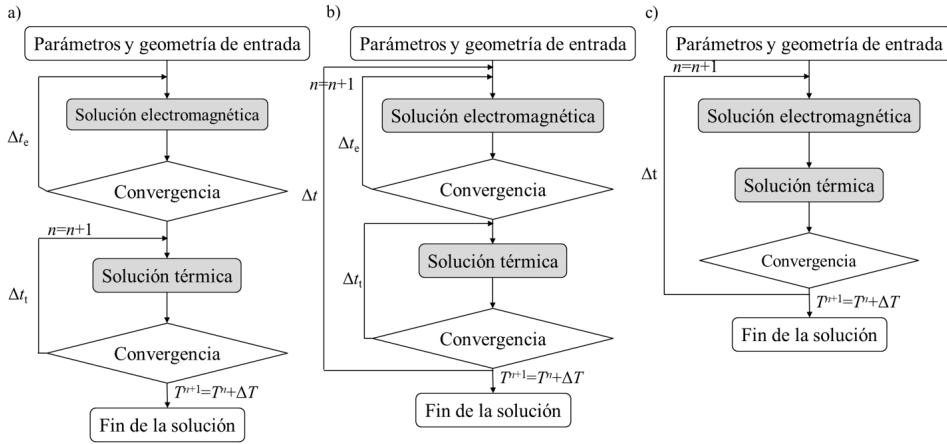 a)
Parámetros y geometría de entrada
Solución electromagnética
Δtₑ
Convergencia
n=n+1
Solución térmica
Δtₜ
Convergencia
Tⁿ⁺¹=Tⁿ+ΔT
Fin de la solución
b)
Parámetros y geometría de entrada
n=n+1
Solución electromagnética
Δtₑ
Δt
Convergencia
Solución térmica
Δtₜ
Convergencia
Tⁿ⁺¹=Tⁿ+ΔT
Fin de la solución
c)
Parámetros y geometría de entrada
n=n+1
Solución electromagnética
Δt
Solución térmica
Convergencia
Tⁿ⁺¹=Tⁿ+ΔT
Fin de la solución